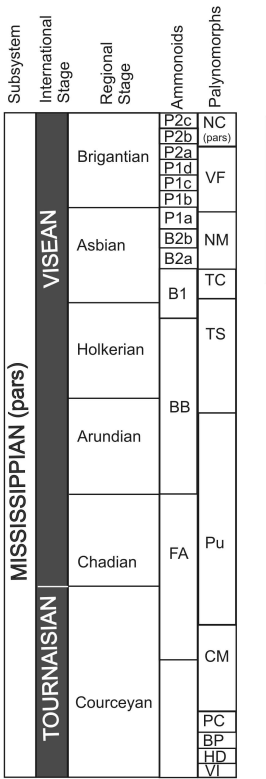 Subsystem
International
Stage
Regional
Stage
Ammonoids
Palynomorphs
MISSISSIPPIAN (pars)
VISEAN
TOURNAISIAN
Brigantian
Asbian
Holkerian
Arundian
Chadian
Courceyan
P2c
P2b
P2a
P1d
P1c
P1b
P1a
B2b
B2a
B1
BB
FA
NC
(pars)
VF
NM
TC
TS
Pu
CM
PC
BP
HD
VI